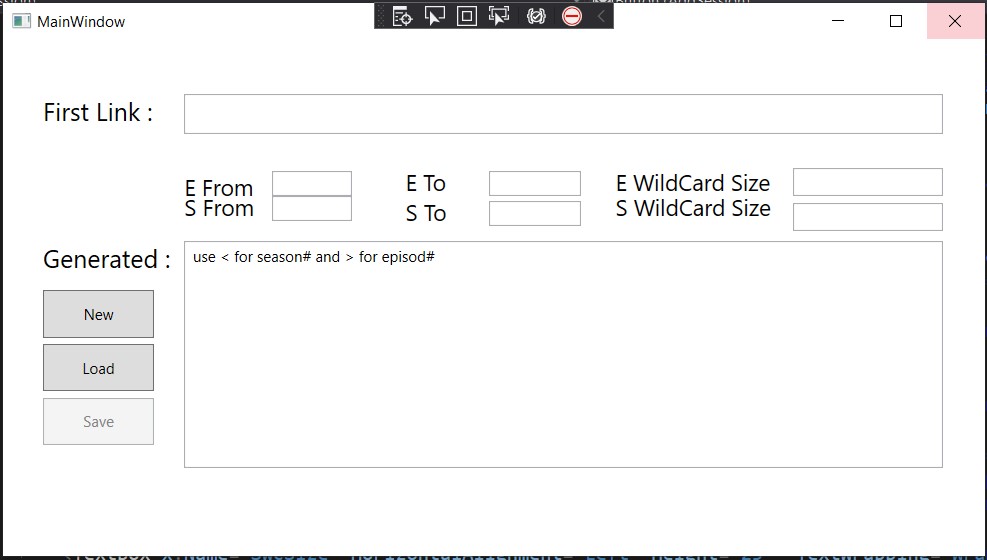 MainWindow
First Link :
E From
E To
E WildCard Size
S From
S To
S WildCard Size
Generated :
use < for season# and > for episod#
New
Load
Save